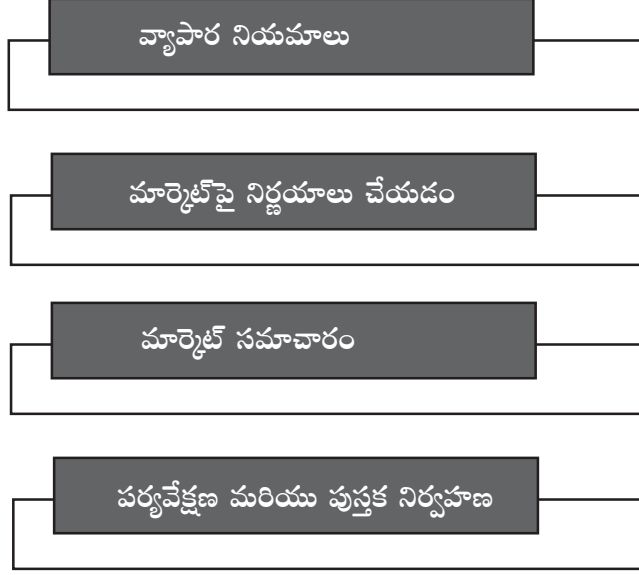 వ్యాపార నియమాలు
మార్కెట్‌పై నిర్ణయాలు చేయడం
మార్కెట్ సమాచారం
పర్యవేక్షణ మరియు పుస్తక నిర్వహణ